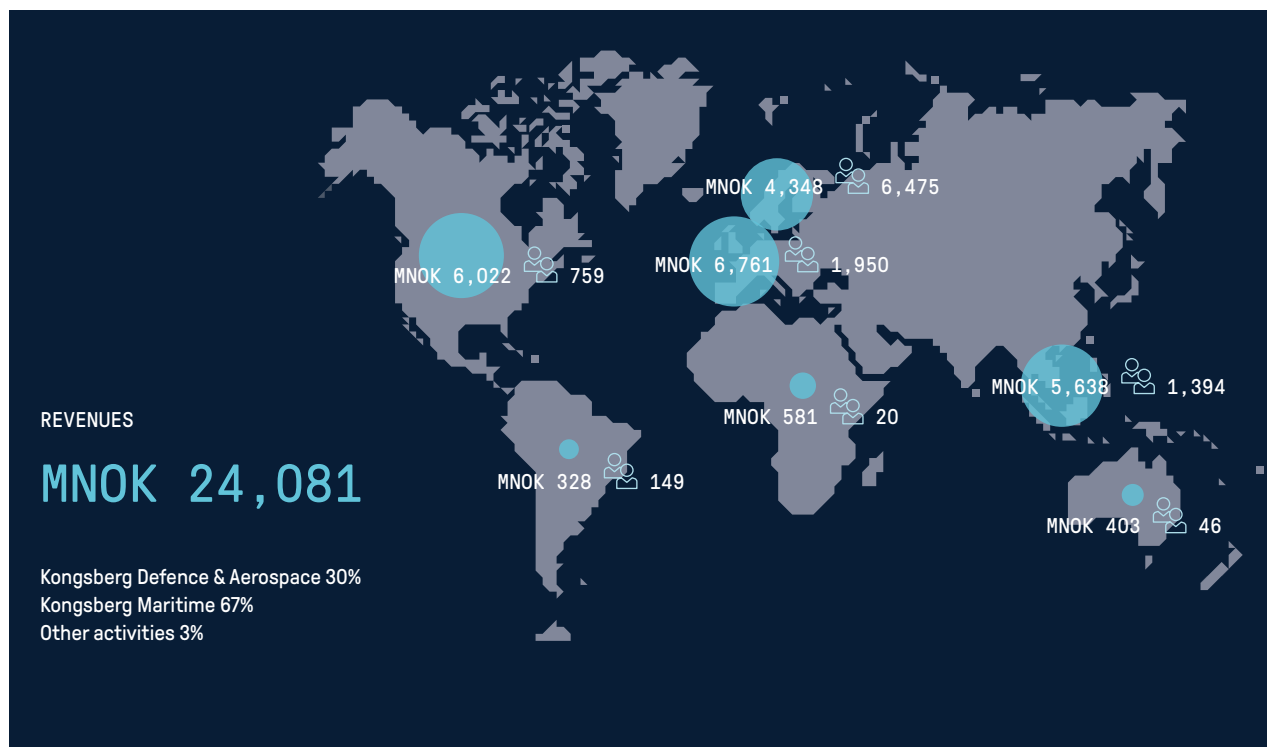 MNOK 4,348 6,475
MNOK 6,761 1,950
MNOK 6,022 759
MNOK 5,638 1,394
MNOK 581 20
MNOK 328 149
MNOK 403 46
REVENUES
MNOK 24,081
Kongsberg Defence & Aerospace 30%
Kongsberg Maritime 67%
Other activities 3%